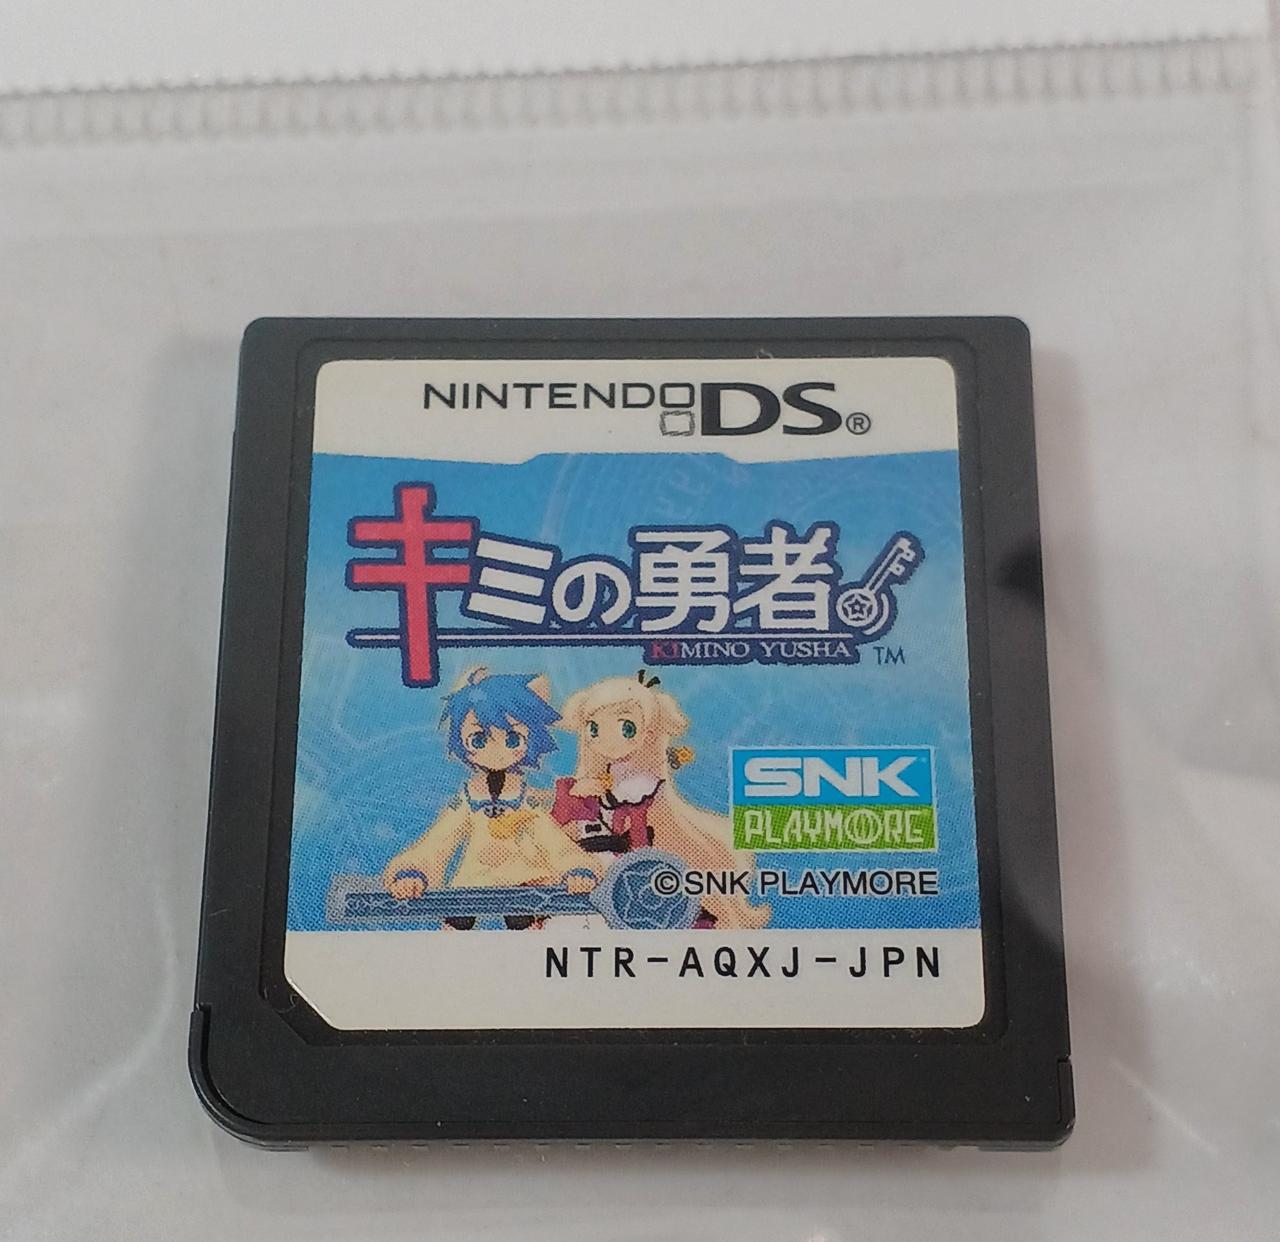 NINTENDO DS®
キミの勇者
KIMINO YUSHA ™
SNK
PLAYMORE
©SNK PLAYMORE
NTR-AQXJ-JPN